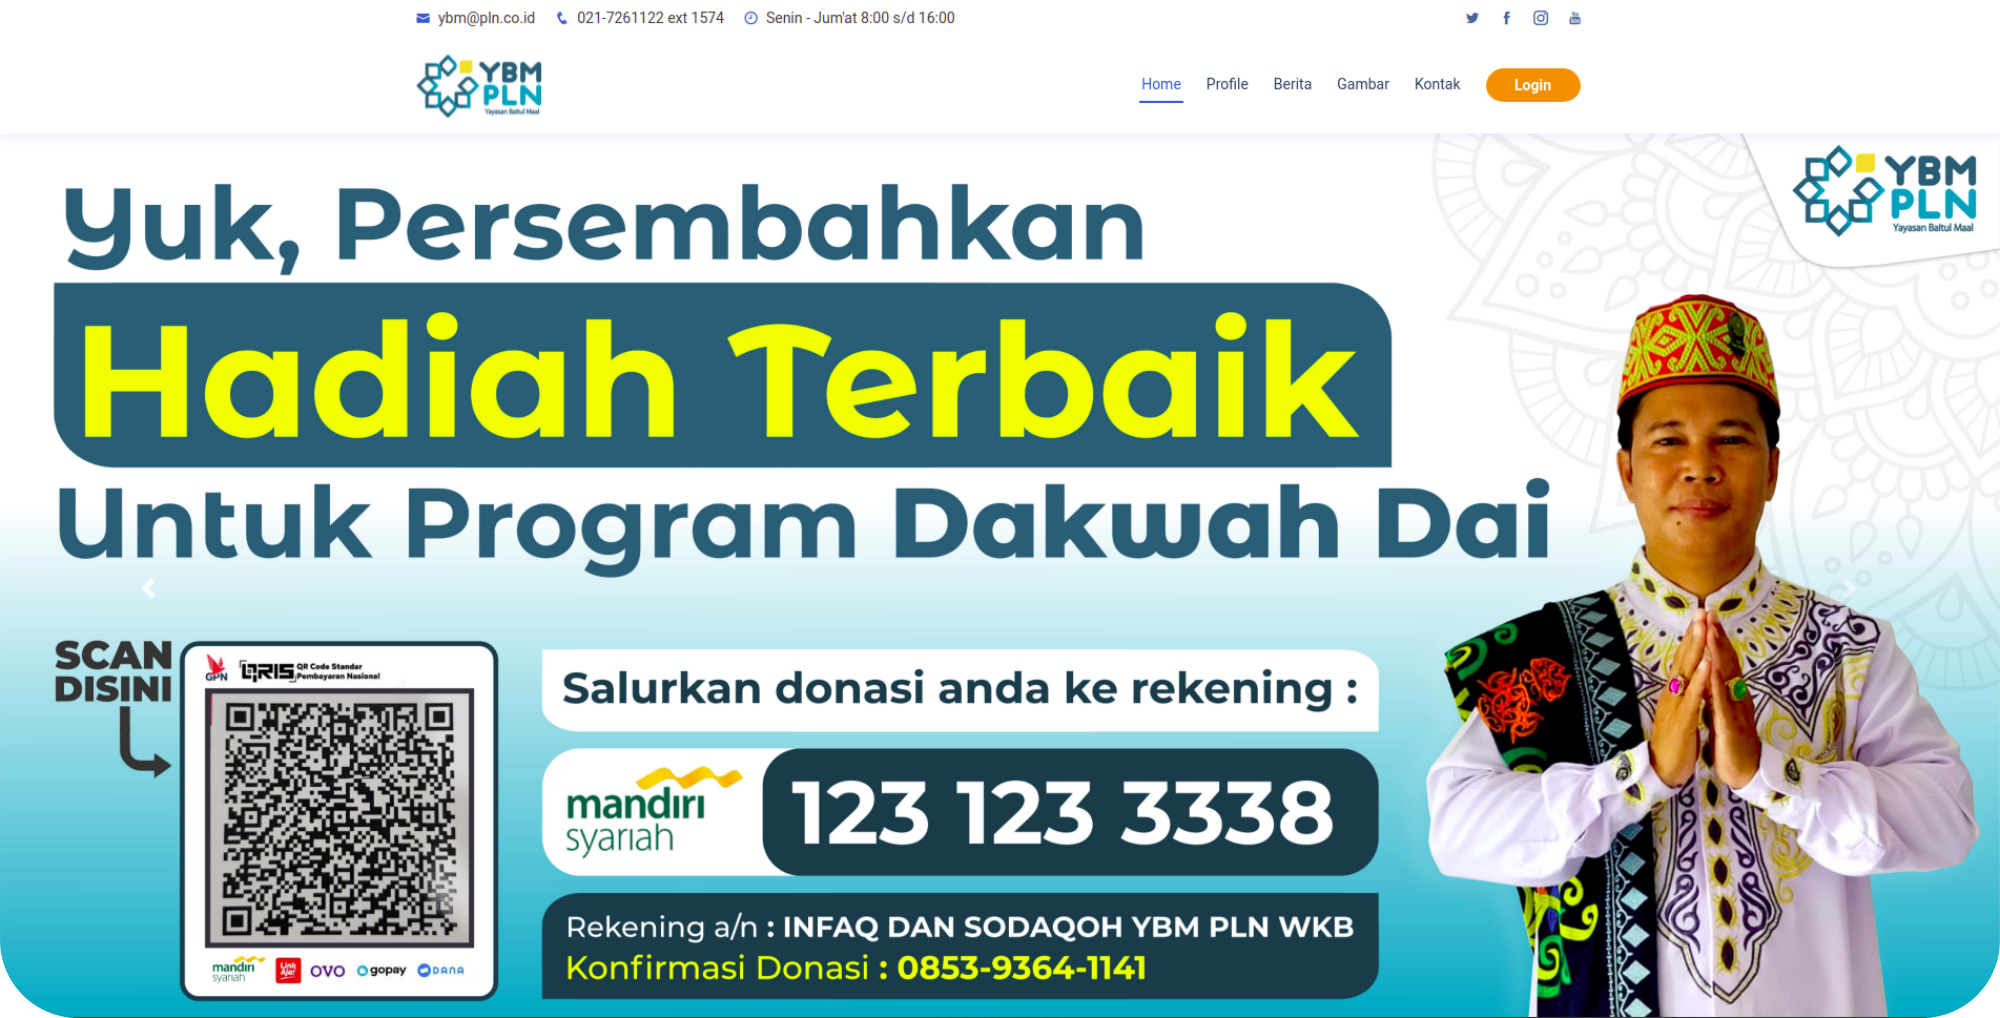 ybm@pln.co.id 021-7261122 ext 1574 Senin - Jum'at 8:00 s/d 16:00
YBM
PLN
Yayasan Baitul Maal
Home Profile Berita Gambar Kontak Login
YBM
PLN
Yayasan Baitul Maal
Yuk, Persembahkan
Hadiah Terbaik
Untuk Program Dakwah Dai
SCAN
DISINI
GPN
QRIS
QR Code Standar
Pembayaran Nasional
mandiri
syariah
Link
Aja!
OVO
gopay
DANA
Salurkan donasi anda ke rekening :
mandiri
syariah
123 123 3338
Rekening a/n : INFAQ DAN SODAQOH YBM PLN WKB
Konfirmasi Donasi : 0853-9364-1141